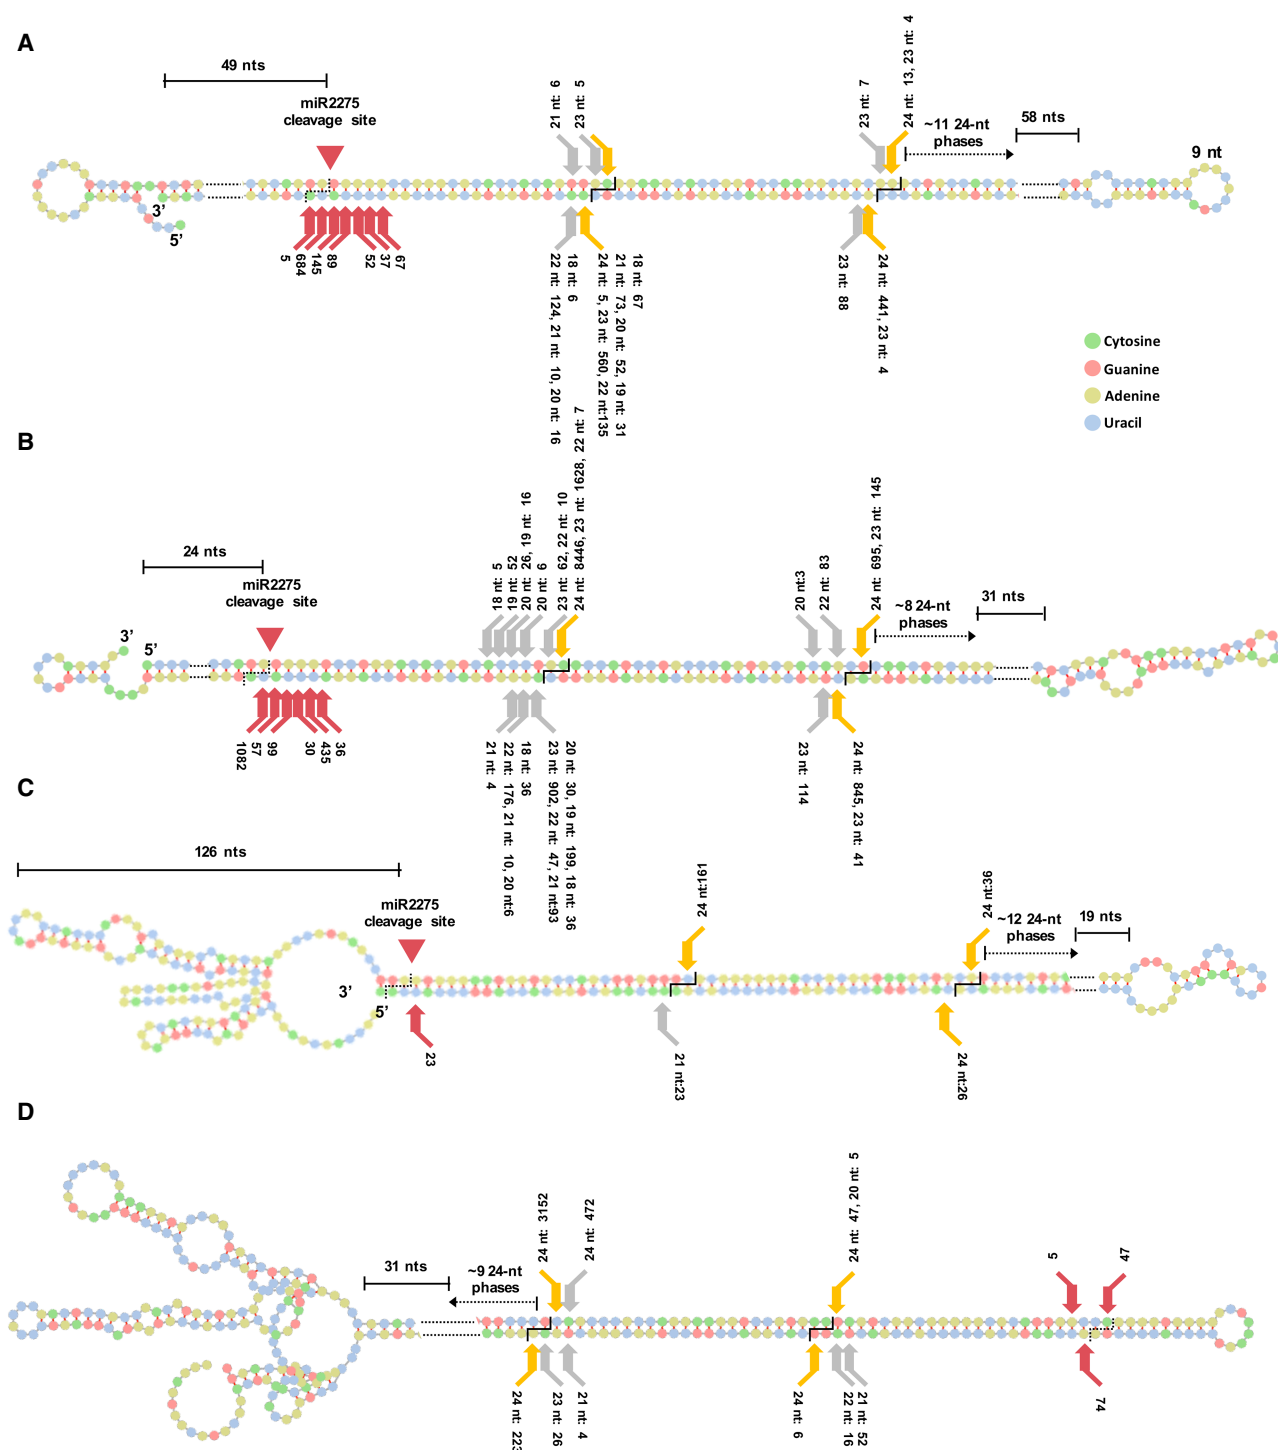 A
49 nts
miR2275
cleavage site
21 nt: 6
23 nt: 5
23 nt: 7
24 nt: 13, 23 nt: 4
~11 24-nt
phases
58 nts
9 nt
3’
5’
5
684
145
89
52
37
67
22 nt: 124, 21 nt: 10, 20 nt: 16
18 nt: 6
24 nt: 5, 23 nt: 560, 22 nt:135
21 nt: 73, 20 nt: 52, 19 nt: 31
18 nt: 67
23 nt: 88
24 nt: 441, 23 nt: 4
Cytosine
Guanine
Adenine
Uracil
B
24 nts
miR2275
cleavage site
18 nt: 5
19 nt: 52
20 nt: 26, 19 nt: 16
20 nt: 6
23 nt: 62, 22 nt: 10
24 nt: 8446, 23 nt: 1628, 22 nt: 7
20 nt:3
22 nt: 83
24 nt: 695, 23 nt: 145
~8 24-nt
phases
31 nts
3’
5’
1082
57
99
30
435
36
21 nt: 4
22 nt: 176, 21 nt: 10, 20 nt:6
18 nt: 36
23 nt: 902, 22 nt: 47, 21 nt:93
20 nt: 30, 19 nt: 199, 18 nt: 36
23 nt: 114
24 nt: 845, 23 nt: 41
C
126 nts
miR2275
cleavage site
24 nt:161
24 nt:36
~12 24-nt
phases
19 nts
3’
5’
23
21 nt:23
24 nt:26
D
31 nts
~9 24-nt
phases
24 nt: 3152
24 nt: 472
24 nt: 47, 20 nt: 5
5
47
24 nt: 223
23 nt: 26
21 nt: 4
24 nt: 6
22 nt: 16
21 nt: 52
74